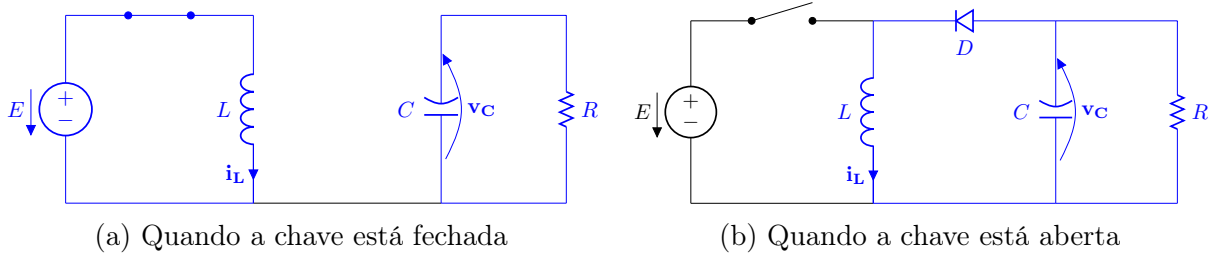 E
+
−
L
i_L
C
v_C
R
(a) Quando a chave está fechada
E
+
−
D
L
i_L
C
v_C
R
(b) Quando a chave está aberta